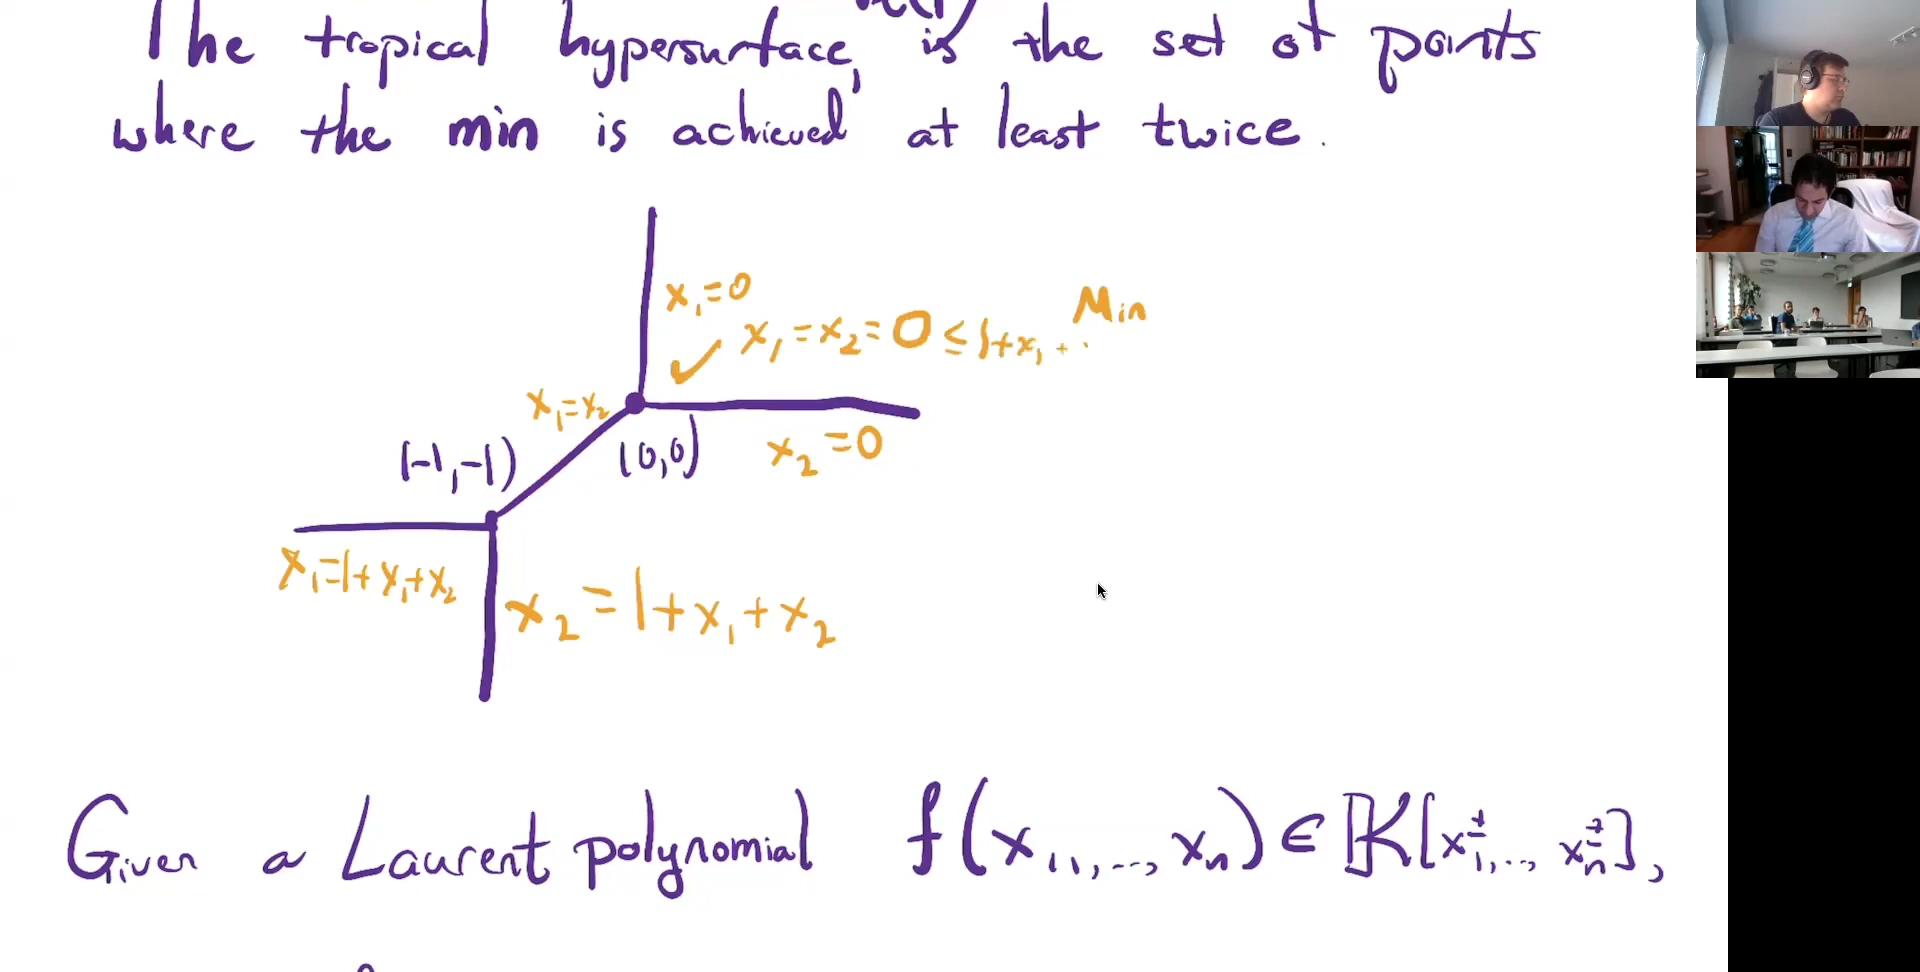 The tropical hypersurface, is the set of points
where the min is achieved at least twice.
x₁=0
Min
x₁ = x₂ = 0 ≤ 1+x₁ + ..
x₁=x₂
(-1,-1)
(0,0)
x₂ = 0
x₁=1+x₁+x₂
x₂ = 1+x₁+x₂
Given a Laurent polynomial f(x₁,..., xₙ) ∈ 𝕂[x₁^±,.., xₙ^±],